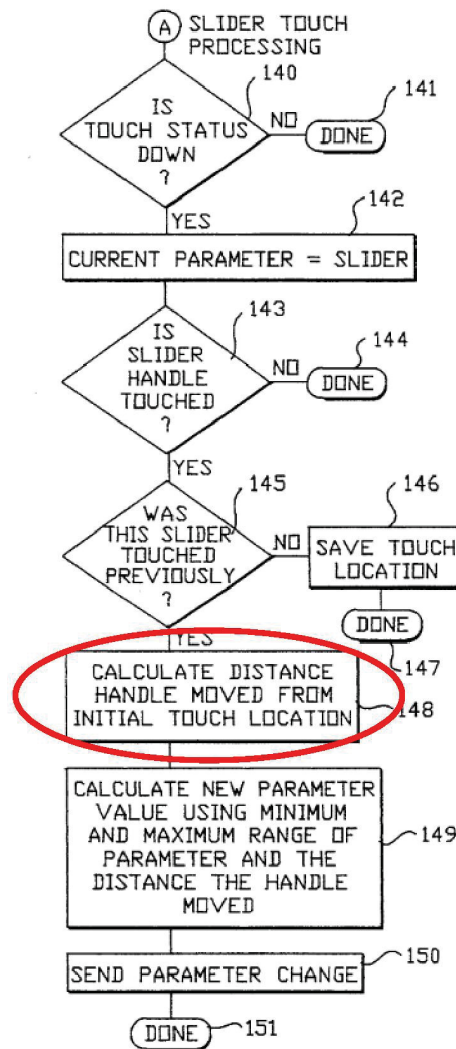 A SLIDER TOUCH
PROCESSING
140
IS
TOUCH STATUS
DOWN
?
NO
DONE
141
YES
142
CURRENT PARAMETER = SLIDER
143
IS
SLIDER
HANDLE
TOUCHED
?
NO
DONE
144
YES
145
WAS
THIS SLIDER
TOUCHED
PREVIOUSLY
?
NO
146
SAVE TOUCH
LOCATION
DONE
147
YES
CALCULATE DISTANCE
HANDLE MOVED FROM
INITIAL TOUCH LOCATION
148
CALCULATE NEW PARAMETER
VALUE USING MINIMUM
AND MAXIMUM RANGE OF
PARAMETER AND THE
DISTANCE THE HANDLE
MOVED
149
150
SEND PARAMETER CHANGE
DONE
151